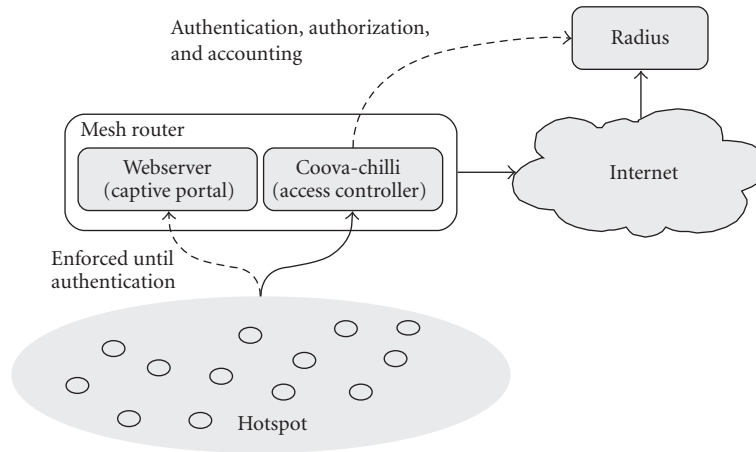 Authentication, authorization,
and accounting
Radius
Mesh router
Webserver
(captive portal)
Coova-chilli
(access controller)
Internet
Enforced until
authentication
Hotspot